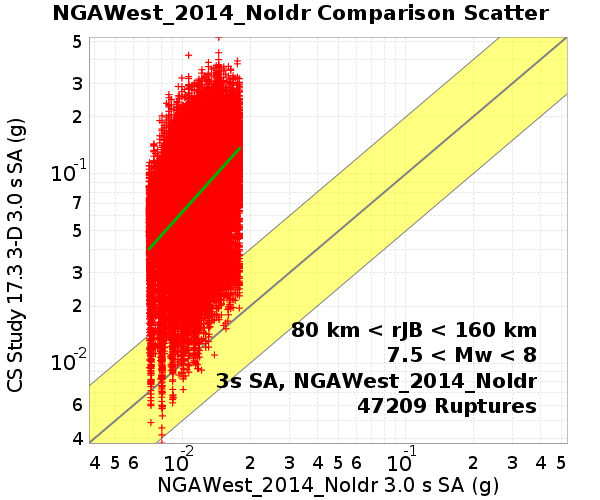 NGAWest_2014_NoIdr Comparison Scatter
CS Study 17.3 3-D 3.0 s SA (g)
5
3
2
10-1
7
5
3
2
10-2
6
4
80 km < rJB < 160 km
7.5 < Mw < 8
3s SA, NGAWest_2014_NoIdr
47209 Ruptures
4 5 6 10-2 2 3 4 5 6 10-1 2 3 4 5
NGAWest_2014_NoIdr 3.0 s SA (g)